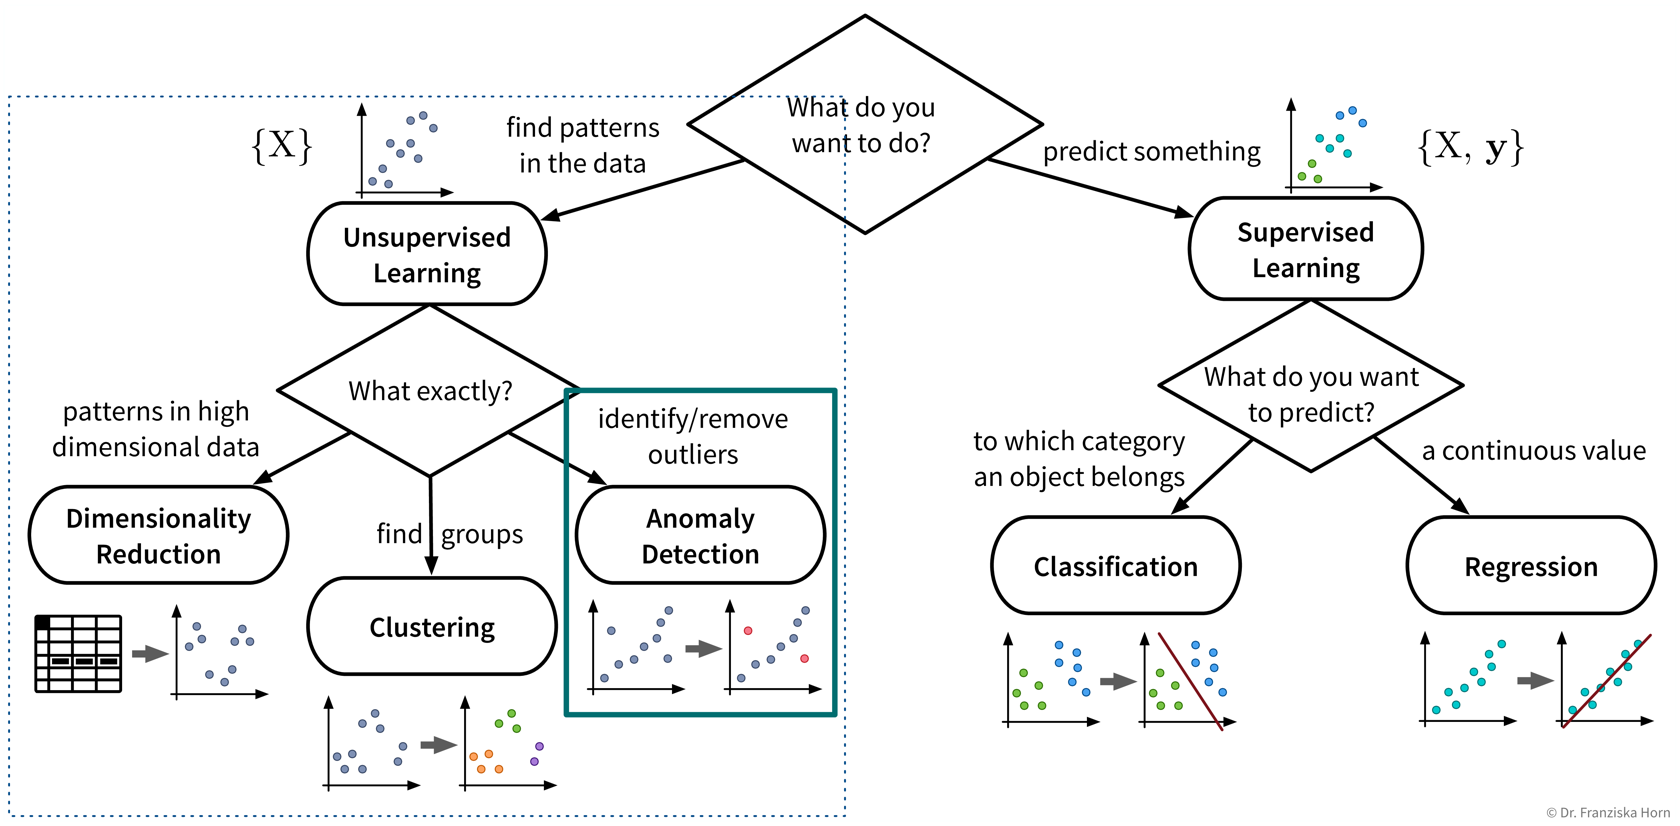 What do you
want to do?
find patterns
in the data
predict something
{X}
{X, y}
Unsupervised
Learning
Supervised
Learning
What exactly?
What do you want
to predict?
patterns in high
dimensional data
find groups
identify/remove
outliers
to which category
an object belongs
a continuous value
Dimensionality
Reduction
Clustering
Anomaly
Detection
Classification
Regression
© Dr. Franziska Horn